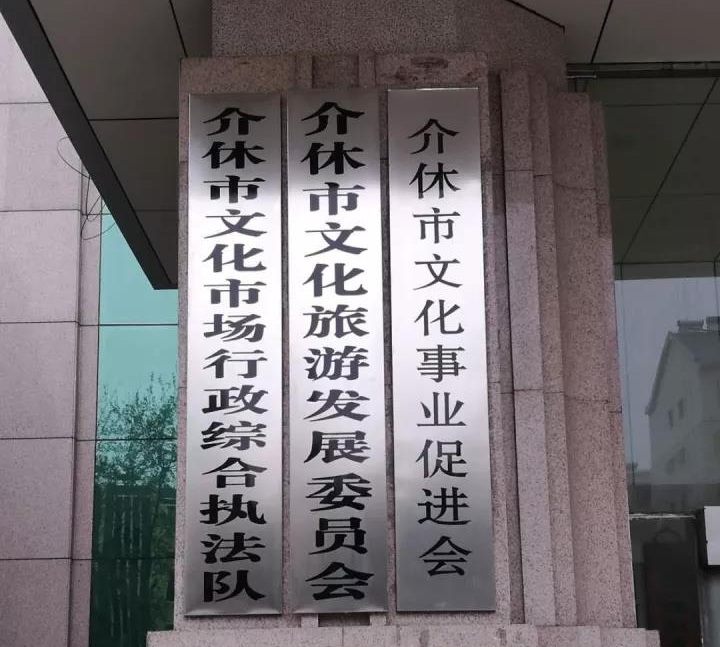 介休市文化市场行政综合执法队
介休市文化旅游发展委员会
介休市文化事业促进会